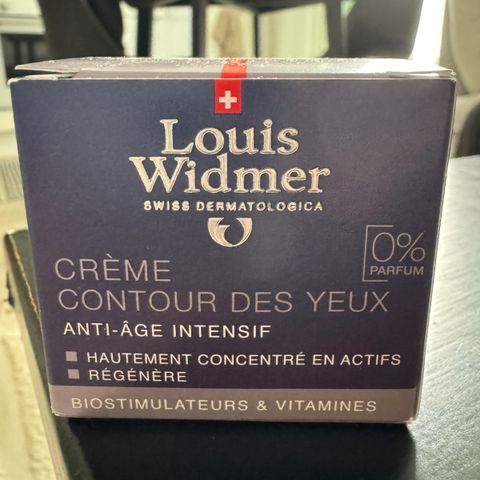 Louis
Widmer
SWISS DERMATOLOGICA
0%
PARFUM
CRÈME
CONTOUR DES YEUX
ANTI-ÂGE INTENSIF
HAUTEMENT CONCENTRÉ EN ACTIFS
RÉGÉNÈRE
BIOSTIMULATEURS & VITAMINES